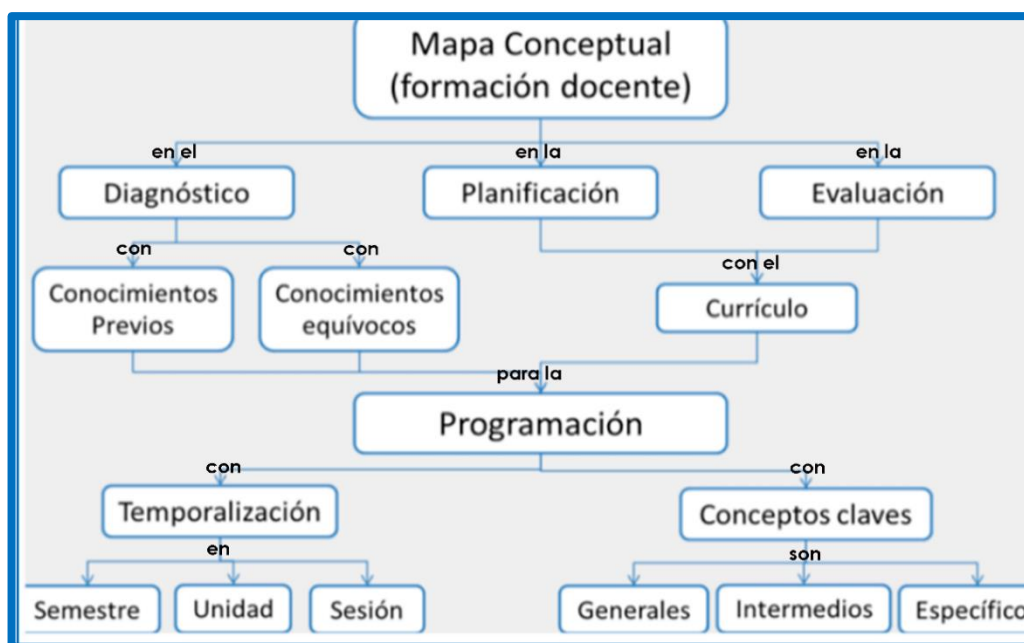 Mapa Conceptual
(formación docente)
en el
en la
en la
Diagnóstico
Planificación
Evaluación
con
con
con el
Conocimientos
Previos
Conocimientos
equívocos
Currículo
para la
Programación
con
con
Temporalización
Conceptos claves
en
son
Semestre
Unidad
Sesión
Generales
Intermedios
Específico